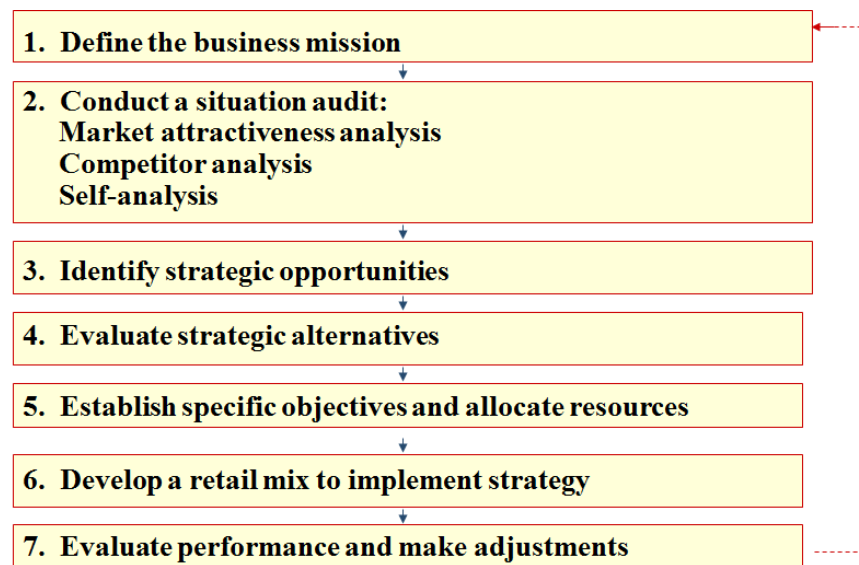 1. Define the business mission
2. Conduct a situation audit:
Market attractiveness analysis
Competitor analysis
Self-analysis
3. Identify strategic opportunities
4. Evaluate strategic alternatives
5. Establish specific objectives and allocate resources
6. Develop a retail mix to implement strategy
7. Evaluate performance and make adjustments